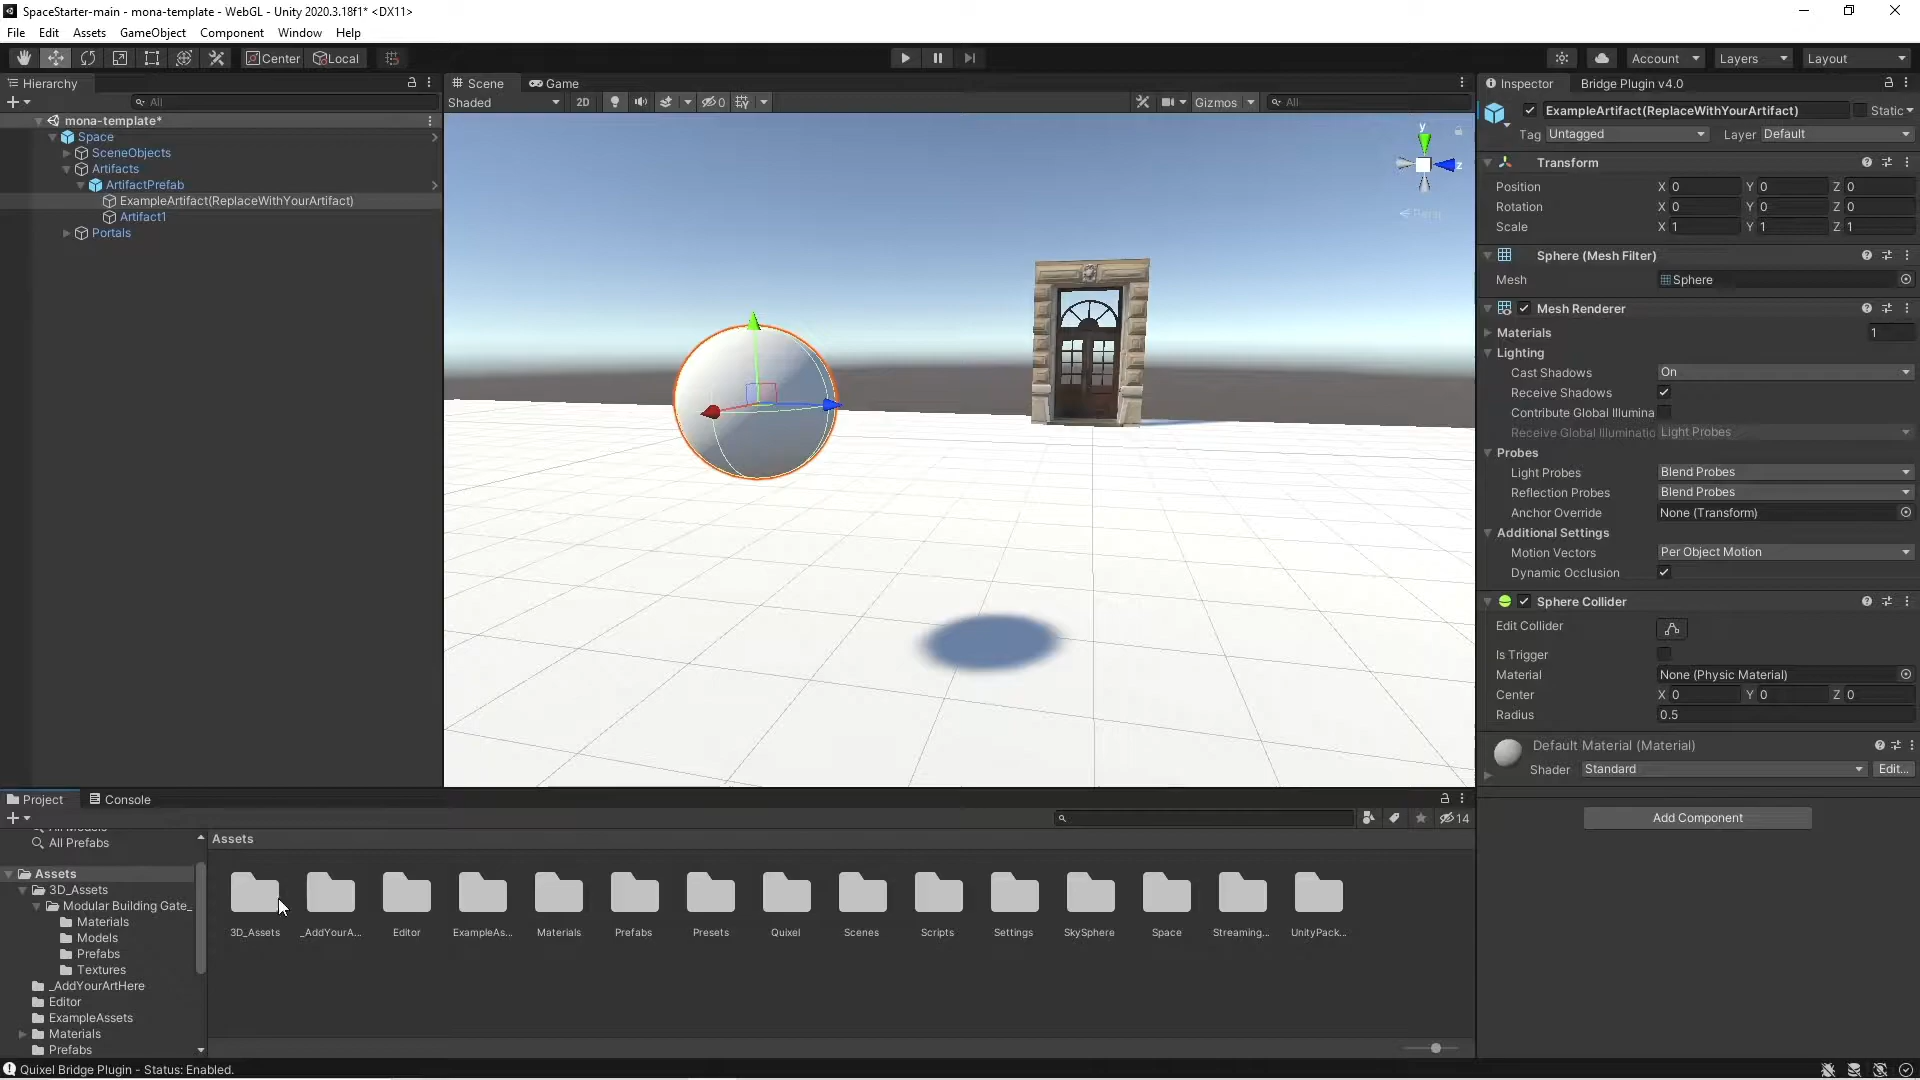 SpaceStarter-main - mona-template - WebGL - Unity 2020.3.18f1* <DX11>
File Edit Assets GameObject Component Window Help
Center Local Account Layers Layout
Hierarchy
All
mona-template*
Space
SceneObjects
Artifacts
ArtifactPrefab
ExampleArtifact(ReplaceWithYourArtifact)
Artifact1
Portals
Scene Game
Shaded 2D 0 Gizmos All
y
z
Persp
Inspector Bridge Plugin v4.0
ExampleArtifact(ReplaceWithYourArtifact) Static
Tag Untagged Layer Default
Transform
Position X 0 Y 0 Z 0
Rotation X 0 Y 0 Z 0
Scale X 1 Y 1 Z 1
Sphere (Mesh Filter)
Mesh Sphere
Mesh Renderer
Materials 1
Lighting
Cast Shadows On
Receive Shadows
Contribute Global Illumina
Receive Global Illuminatio Light Probes
Probes
Light Probes Blend Probes
Reflection Probes Blend Probes
Anchor Override None (Transform)
Additional Settings
Motion Vectors Per Object Motion
Dynamic Occlusion
Sphere Collider
Edit Collider
Is Trigger
Material None (Physic Material)
Center X 0 Y 0 Z 0
Radius 0.5
Default Material (Material)
Shader Standard Edit...
Add Component
Project Console
14
All Models
All Prefabs
Assets
3D_Assets
Modular Building Gate_
Materials
Models
Prefabs
Textures
_AddYourArtHere
Editor
ExampleAssets
Materials
Prefabs
Assets
3D_Assets _AddYourA... Editor ExampleAs... Materials Prefabs Presets Quixel Scenes Scripts Settings SkySphere Space Streaming... UnityPack...
Quixel Bridge Plugin - Status: Enabled.